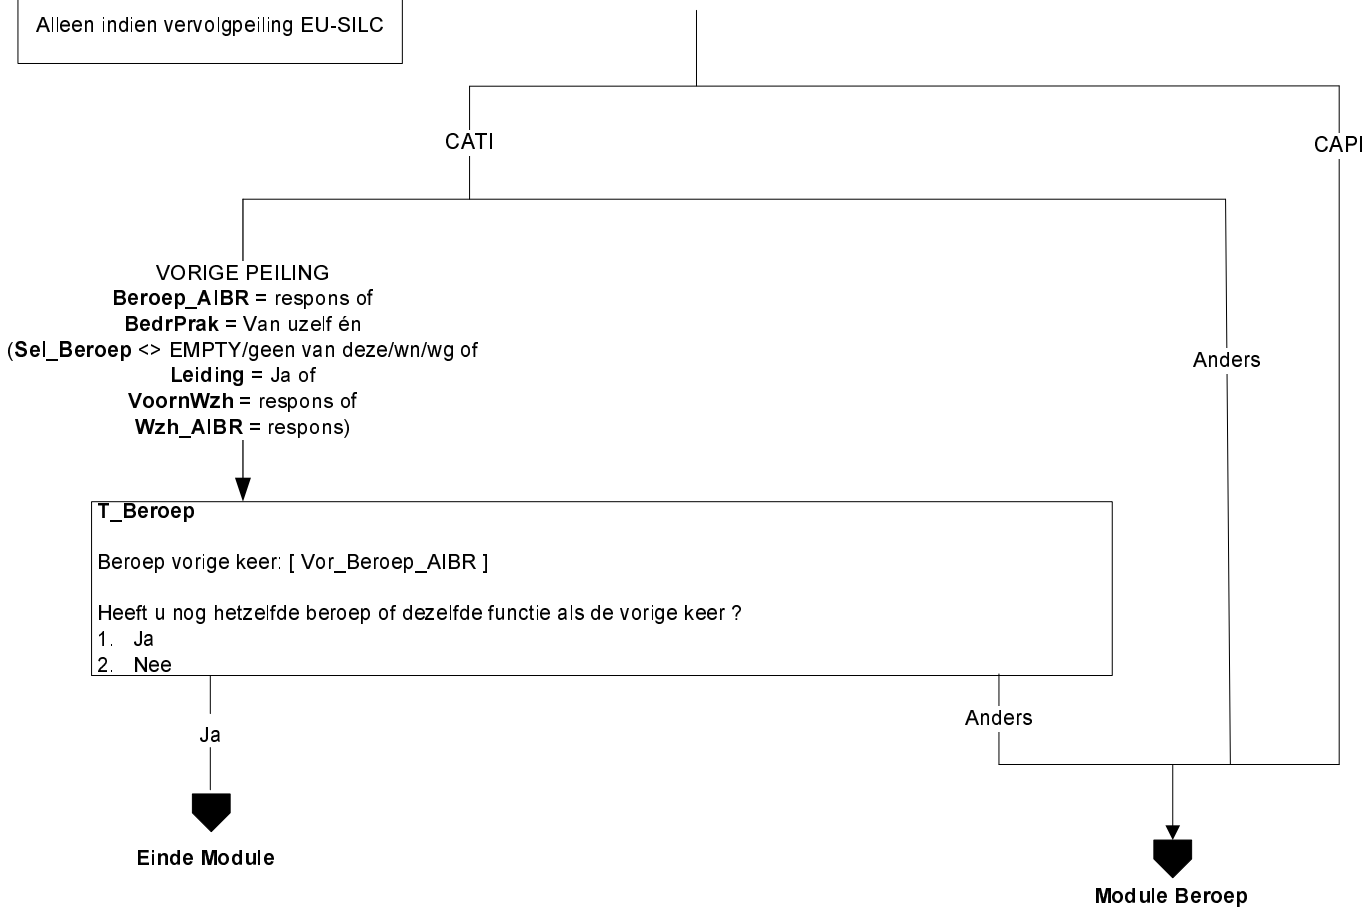 Alleen indien vervolgpeiling EU-SILC
CATI
CAPI
VORIGE PEILING
Beroep_AIBR = respons of
BedrPrak = Van uzelf én
(Sel_Beroep <> EMPTY/geen van deze/wn/wg of
Leiding = Ja of
VoornWzh = respons of
Wzh_AIBR = respons)
Anders
T_Beroep
Beroep vorige keer: [ Vor_Beroep_AIBR ]
Heeft u nog hetzelfde beroep of dezelfde functie als de vorige keer ?
1. Ja
2. Nee
Ja
Anders
Einde Module
Module Beroep